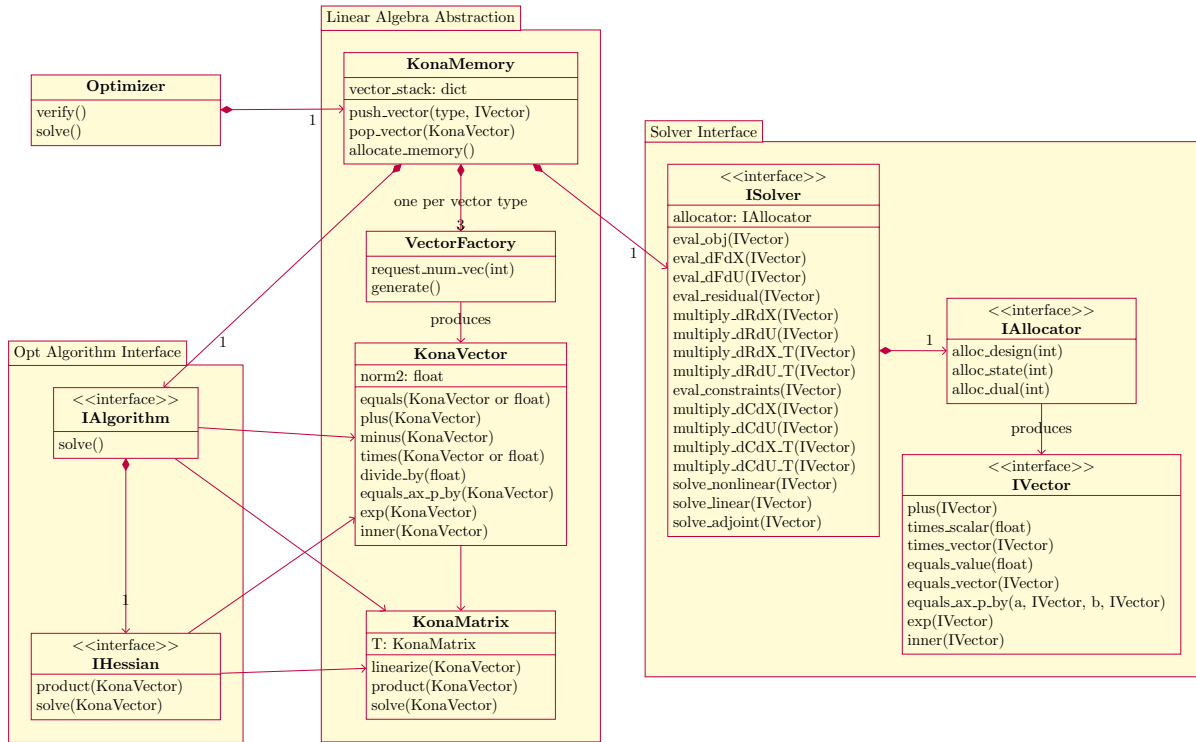 Linear Algebra Abstraction
KonaMemory
vector_stack: dict
push_vector(type, IVector)
pop_vector(KonaVector)
allocate_memory()
Optimizer
verify()
solve()
1
one per vector type
3
VectorFactory
request_num_vec(int)
generate()
produces
KonaVector
norm2: float
equals(KonaVector or float)
plus(KonaVector)
minus(KonaVector)
times(KonaVector or float)
divide_by(float)
equals_ax_p_by(KonaVector)
exp(KonaVector)
inner(KonaVector)
KonaMatrix
T: KonaMatrix
linearize(KonaVector)
product(KonaVector)
solve(KonaVector)
1
Opt Algorithm Interface
<<interface>>
IAlgorithm
solve()
1
<<interface>>
IHessian
product(KonaVector)
solve(KonaVector)
1
Solver Interface
<<interface>>
ISolver
allocator: IAllocator
eval_obj(IVector)
eval_dFdX(IVector)
eval_dFdU(IVector)
eval_residual(IVector)
multiply_dRdX(IVector)
multiply_dRdU(IVector)
multiply_dRdX_T(IVector)
multiply_dRdU_T(IVector)
eval_constraints(IVector)
multiply_dCdX(IVector)
multiply_dCdU(IVector)
multiply_dCdX_T(IVector)
multiply_dCdU_T(IVector)
solve_nonlinear(IVector)
solve_linear(IVector)
solve_adjoint(IVector)
1
<<interface>>
IAllocator
alloc_design(int)
alloc_state(int)
alloc_dual(int)
produces
<<interface>>
IVector
plus(IVector)
times_scalar(float)
times_vector(IVector)
equals_value(float)
equals_vector(IVector)
equals_ax_p_by(a, IVector, b, IVector)
exp(IVector)
inner(IVector)